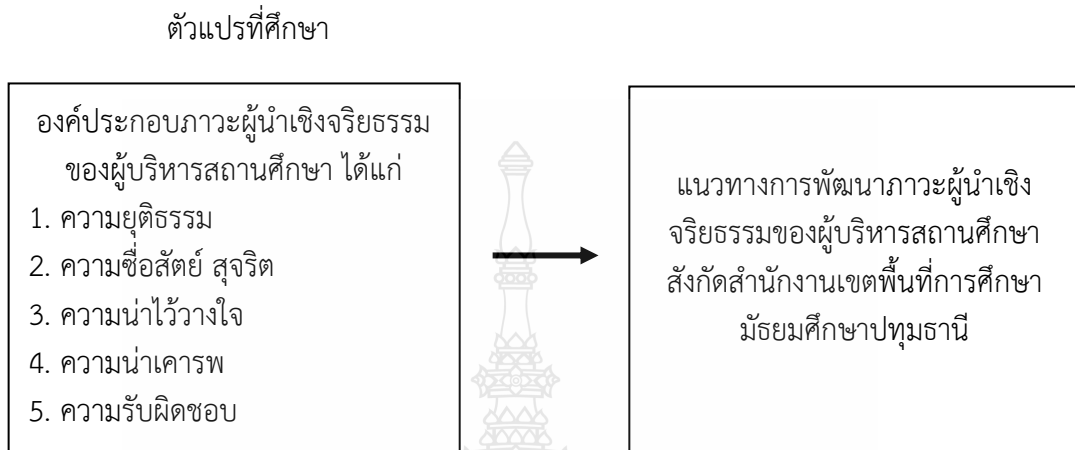 ตัวแปรที่ศึกษา
องค์ประกอบภาวะผู้นำเชิงจริยธรรม
ของผู้บริหารสถานศึกษา ได้แก่
1. ความยุติธรรม
2. ความซื่อสัตย์ สุจริต
3. ความน่าไว้วางใจ
4. ความน่าเคารพ
5. ความรับผิดชอบ
แนวทางการพัฒนาภาวะผู้นำเชิง
จริยธรรมของผู้บริหารสถานศึกษา
สังกัดสำนักงานเขตพื้นที่การศึกษา
มัธยมศึกษาปทุมธานี